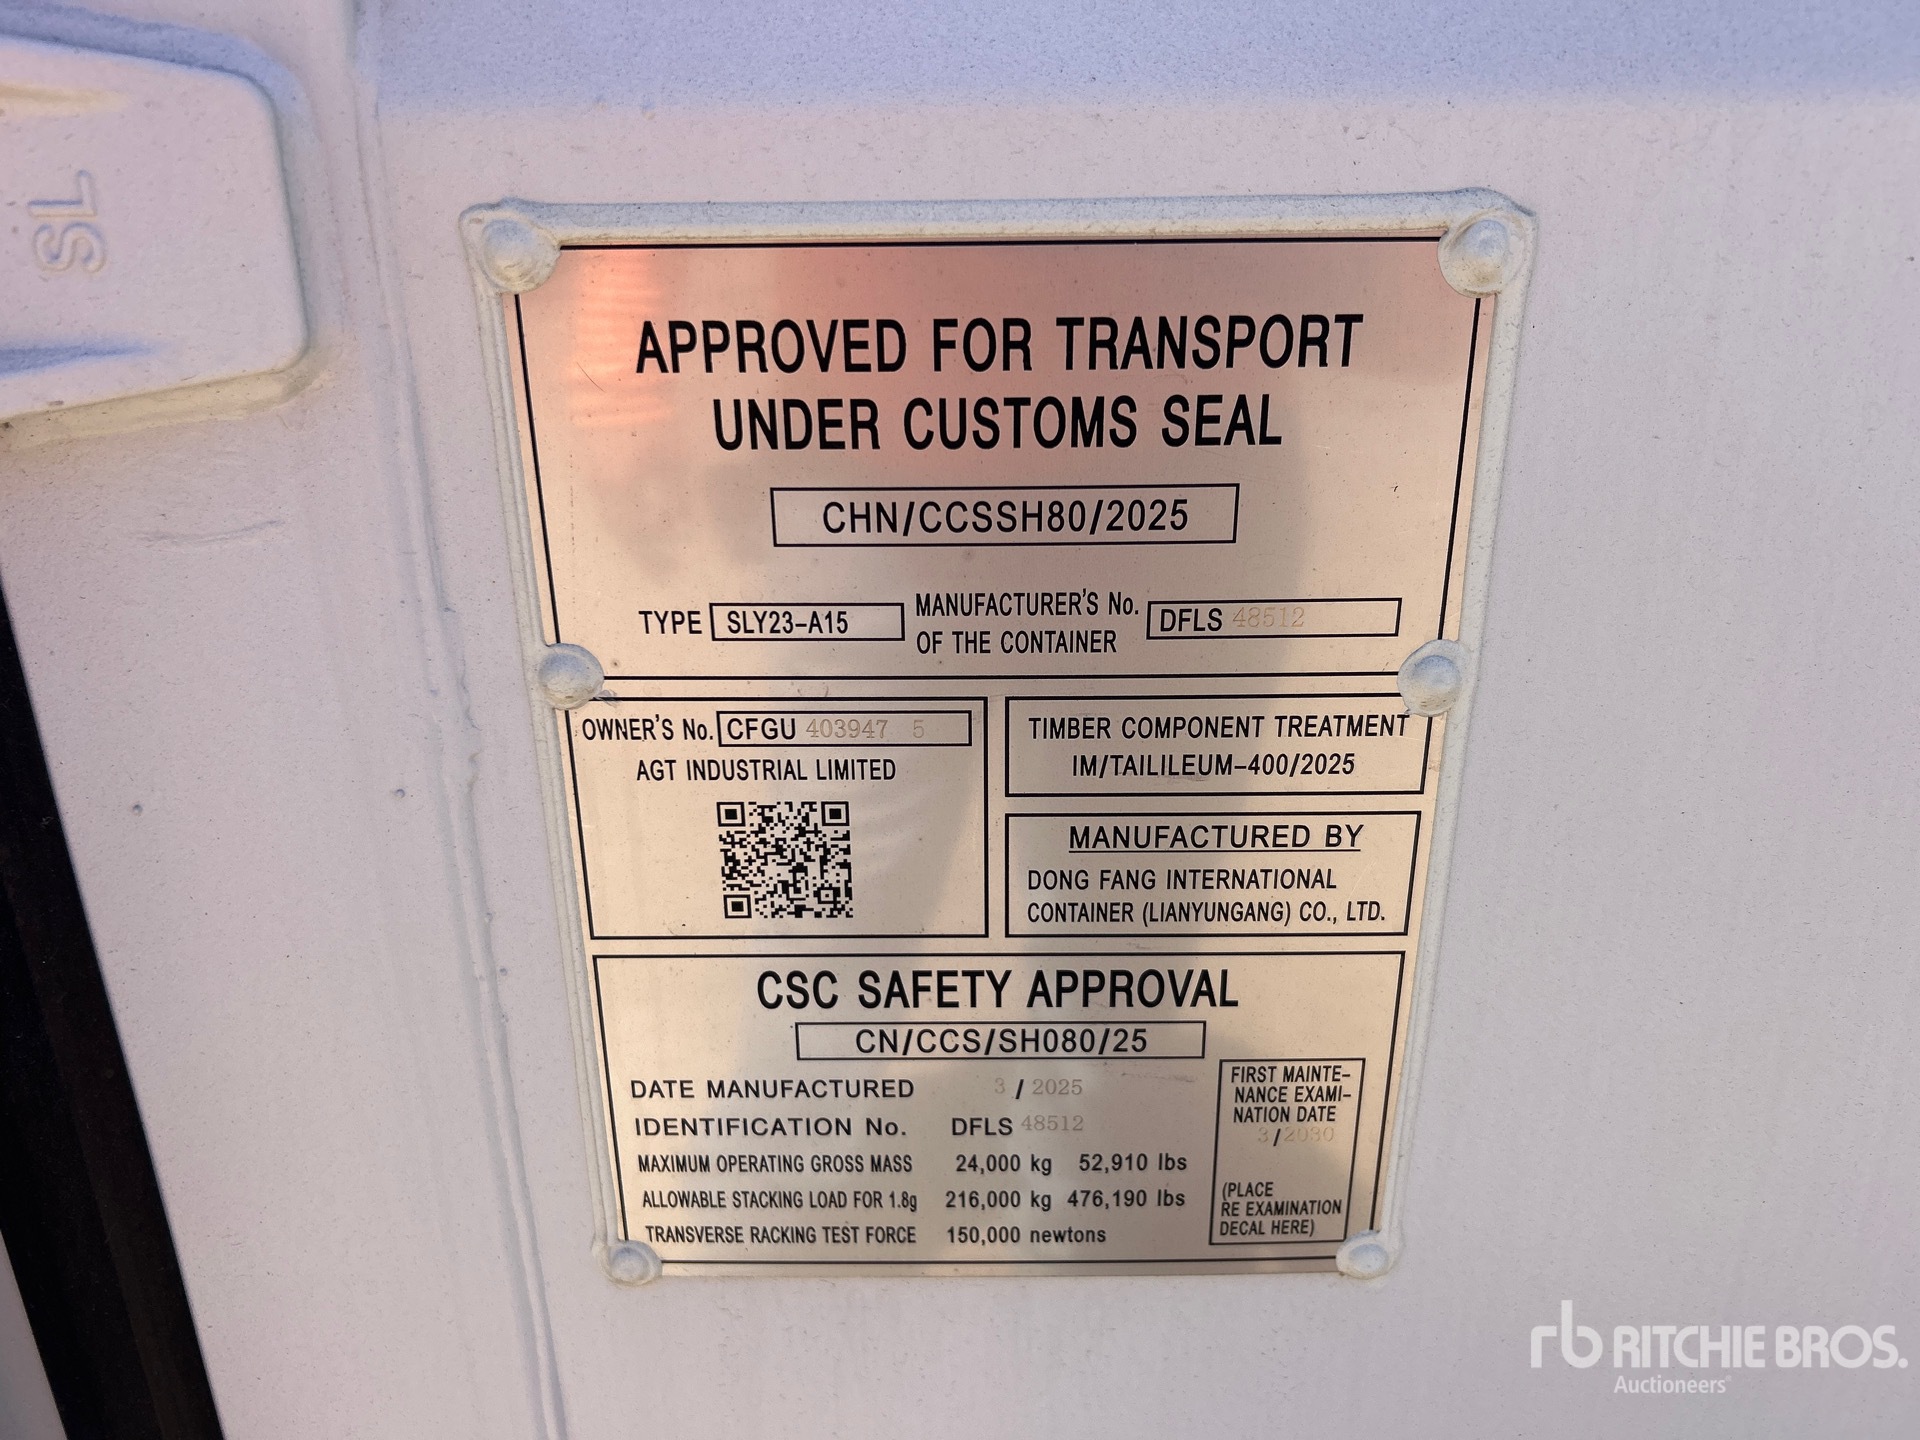 SL
APPROVED FOR TRANSPORT
UNDER CUSTOMS SEAL
CHN/CCSSH80/2025
TYPE SLY23-A15
MANUFACTURER'S No.
OF THE CONTAINER
DFLS 48512
OWNER'S No. CFGU 403947 5
AGT INDUSTRIAL LIMITED
TIMBER COMPONENT TREATMENT
IM/TAILILEUM-400/2025
MANUFACTURED BY
DONG FANG INTERNATIONAL
CONTAINER (LIANYUNGANG) CO., LTD.
CSC SAFETY APPROVAL
CN/CCS/SH080/25
DATE MANUFACTURED 3 / 2025
IDENTIFICATION No. DFLS 48512
MAXIMUM OPERATING GROSS MASS 24,000 kg 52,910 lbs
ALLOWABLE STACKING LOAD FOR 1.8g 216,000 kg 476,190 lbs
TRANSVERSE RACKING TEST FORCE 150,000 newtons
FIRST MAINTE-
NANCE EXAMI-
NATION DATE
3/2030
(PLACE
RE EXAMINATION
DECAL HERE)
rb RITCHIE BROS.
Auctioneers